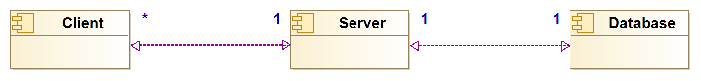 Client * 1 Server 1 1 Database